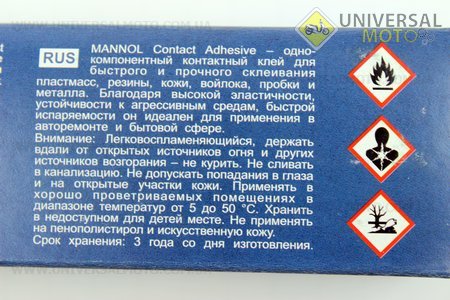 WWW.UNIVERSALMOTO.COM
UNIVERSAL
MOTO.COM
RUS MANNOL Contact Adhesive – одно-
компонентный контактный клей для
быстрого и прочного склеивания
пластмасс, резины, кожи, войлока, пробки и
металла. Благодаря высокой эластичности,
устойчивости к агрессивным средам, быстрой
испаряемости он идеален для применения в
авторемонте и бытовой сфере.
Внимание: Легковоспламеняющийся, держать
вдали от открытых источников огня и других
источников возгорания – не курить. Не сливать
в канализацию. Не допускать попадания в глаза
и на открытые участки кожи. Применять в
хорошо проветриваемых помещениях в
диапазоне температур от 5 до 50 °С. Хранить
в недоступном для детей месте. Не применять
на пенополистирол и искусственную кожу.
Срок хранения: 3 года со дня изготовления.